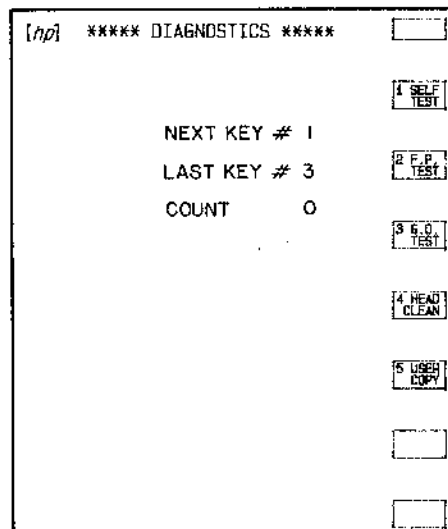 [hp] ***** DIAGNOSTICS *****
1 SELF
TEST
NEXT KEY # 1
LAST KEY # 3
COUNT 0
2 F.P.
TEST
3 G.O.
TEST
4 HEAD
CLEAN
5 USER
COPY